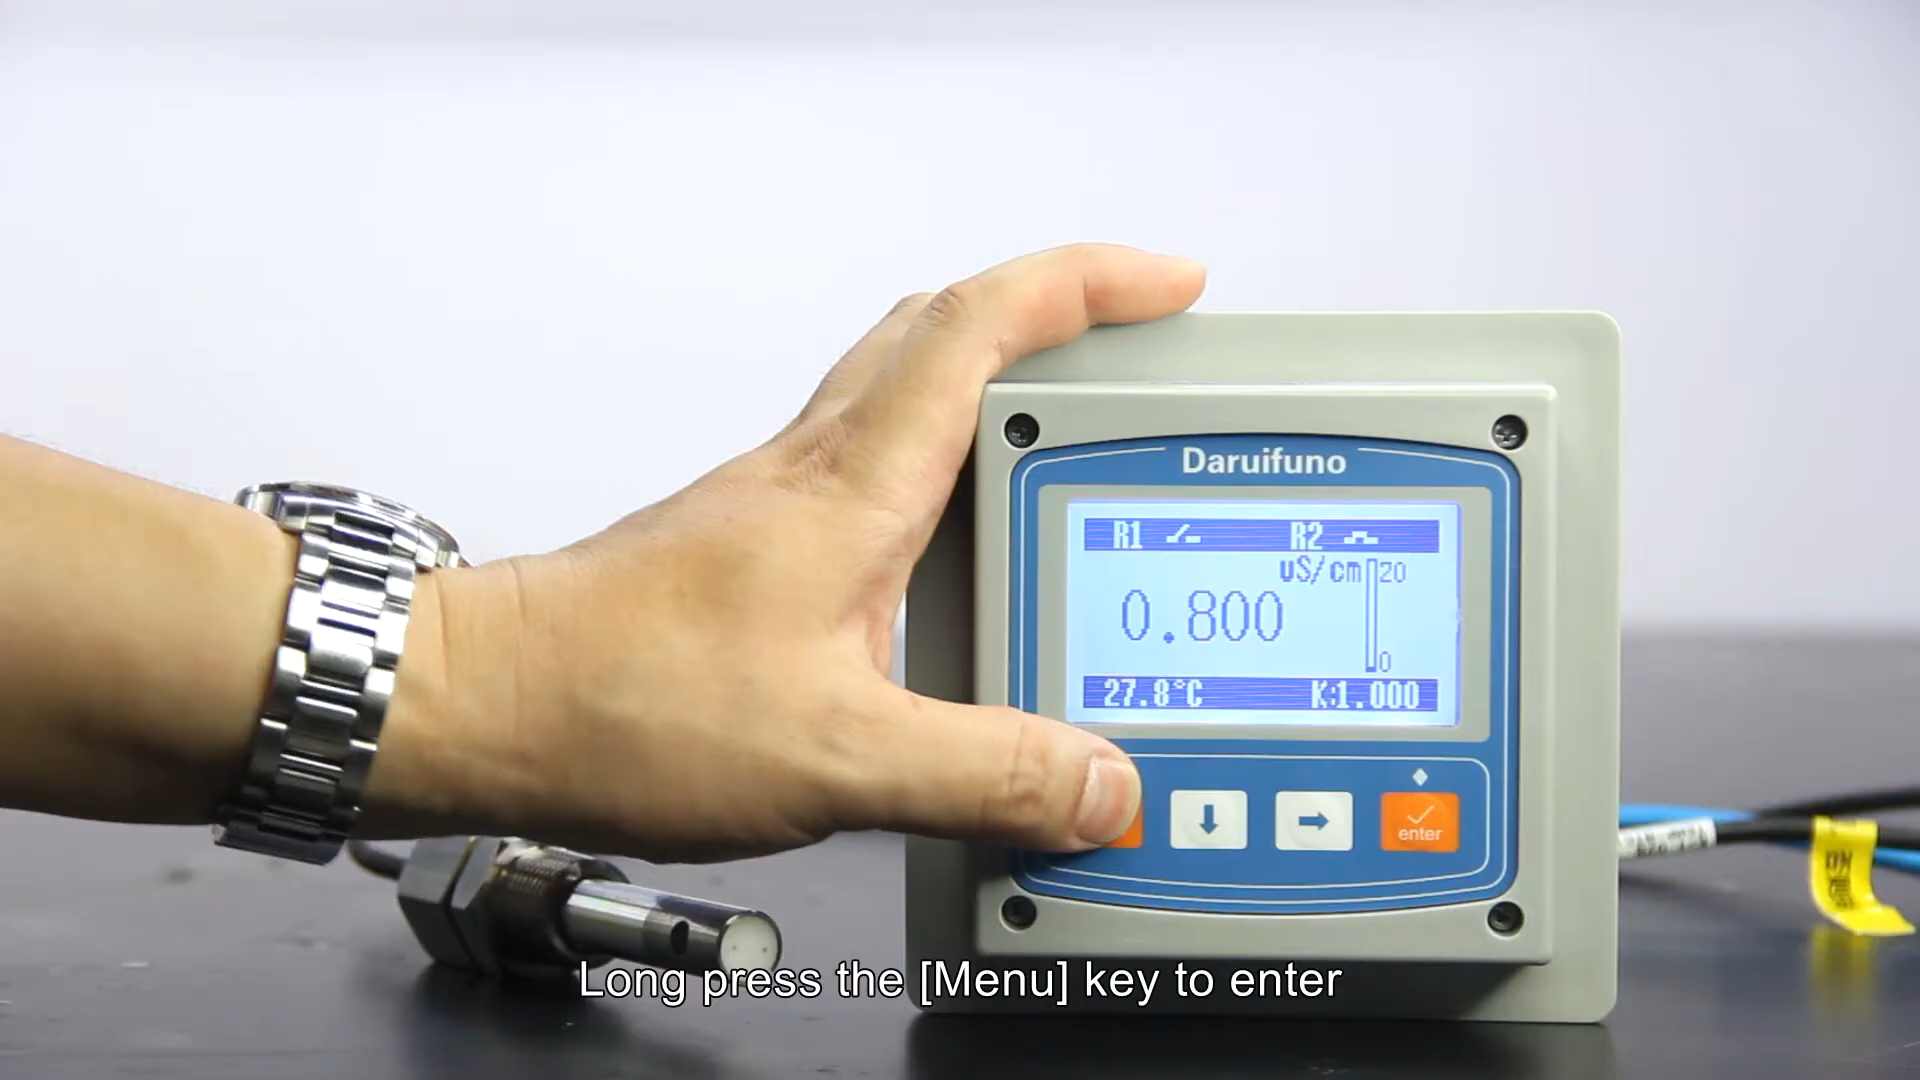 Daruifuno
R1 R2
uS/cm 20
0.800
0
27.8°C K:1.000
enter
Long press the [Menu] key to enter